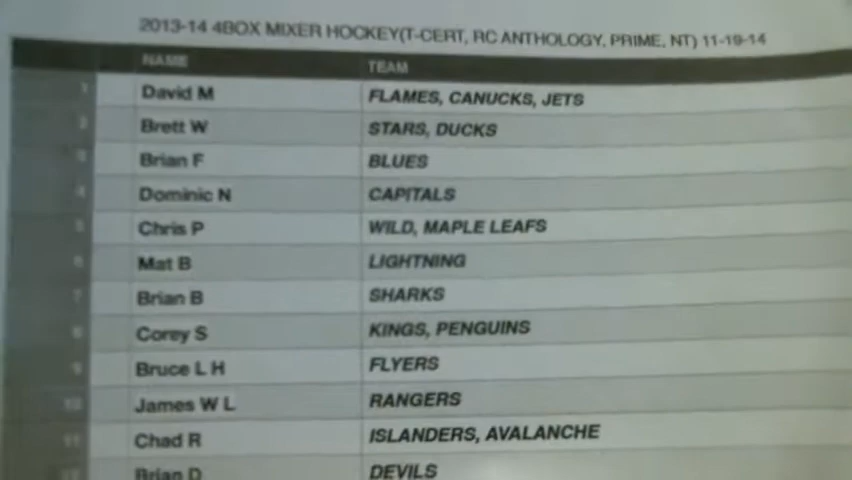 2013-14 4BOX MIXER HOCKEY(T-CERT, RC ANTHOLOGY, PRIME, NT) 11-19-14
NAME TEAM
1 David M FLAMES, CANUCKS, JETS
2 Brett W STARS, DUCKS
3 Brian F BLUES
4 Dominic N CAPITALS
5 Chris P WILD, MAPLE LEAFS
6 Mat B LIGHTNING
7 Brian B SHARKS
8 Corey S KINGS, PENGUINS
9 Bruce L H FLYERS
10 James W L RANGERS
11 Chad R ISLANDERS, AVALANCHE
12 Brian D DEVILS